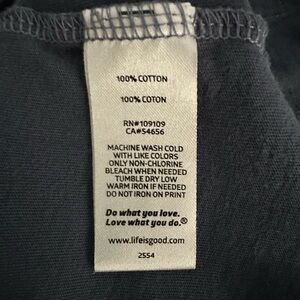 100% COTTON
100% COTON
RN#109109
CA#54656
MACHINE WASH COLD
WITH LIKE COLORS
ONLY NON-CHLORINE
BLEACH WHEN NEEDED
TUMBLE DRY LOW
WARM IRON IF NEEDED
DO NOT IRON ON PRINT
Do what you love.
Love what you do.®
www.lifeisgood.com
2554